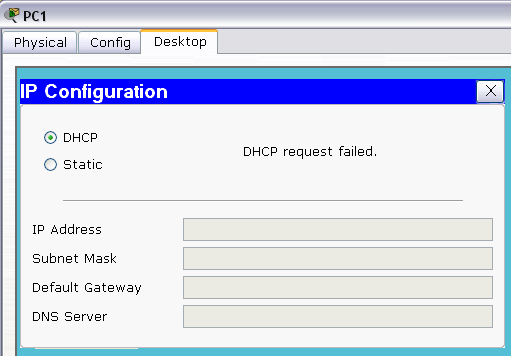 PC1
Physical Config Desktop
IP Configuration X
DHCP
DHCP request failed.
Static
IP Address
Subnet Mask
Default Gateway
DNS Server